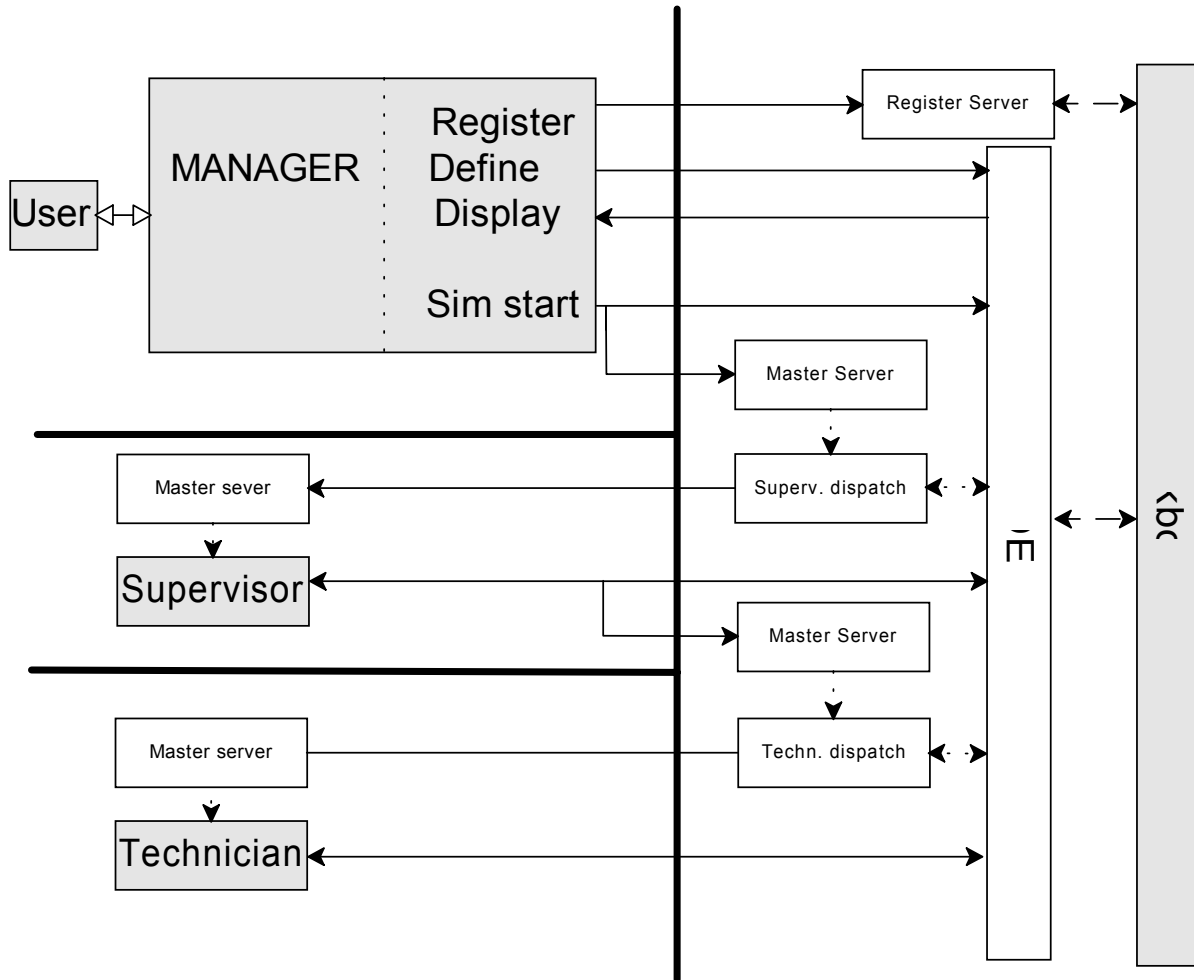 Register Server
Register
MANAGER
Define
User
Display
Sim start
Master Server
Master sever
Superv. dispatch
Supervisor
Master Server
Master server
Techn. dispatch
Technician